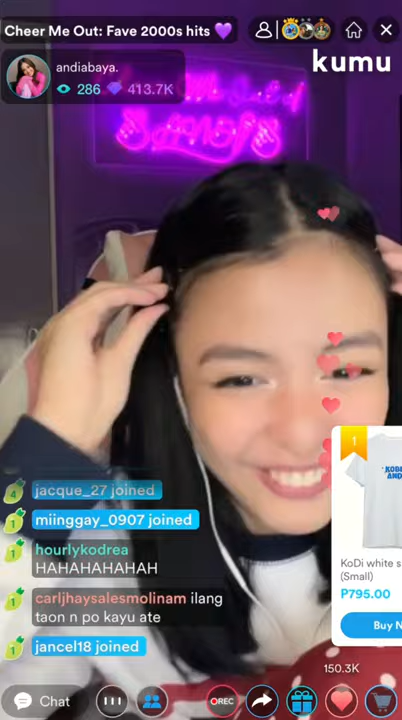 Cheer Me Out: Fave 2000s hits 💜
kumu
andiabaya.
286 413.7K
jacque_27 joined
miinggay_0907 joined
hourlykodrea
HAHAHAHAHAH
carljhaysalesmolinam ilang
taon n po kayu ate
jancel18 joined
1
KoDi white s
(Small)
₱795.00
Buy N
150.3K
Chat
REC